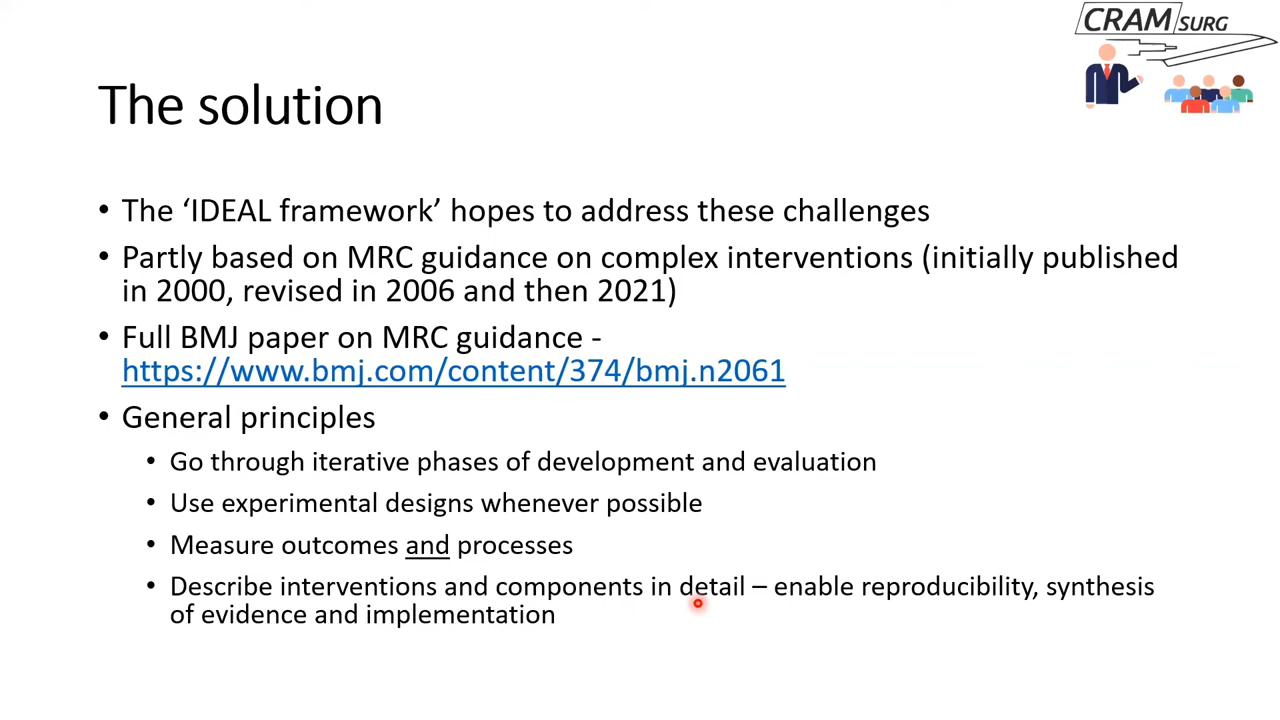 CRAM SURG
The solution
• The ‘IDEAL framework’ hopes to address these challenges
• Partly based on MRC guidance on complex interventions (initially published
in 2000, revised in 2006 and then 2021)
• Full BMJ paper on MRC guidance -
https://www.bmj.com/content/374/bmj.n2061
• General principles
• Go through iterative phases of development and evaluation
• Use experimental designs whenever possible
• Measure outcomes and processes
• Describe interventions and components in detail – enable reproducibility, synthesis
of evidence and implementation